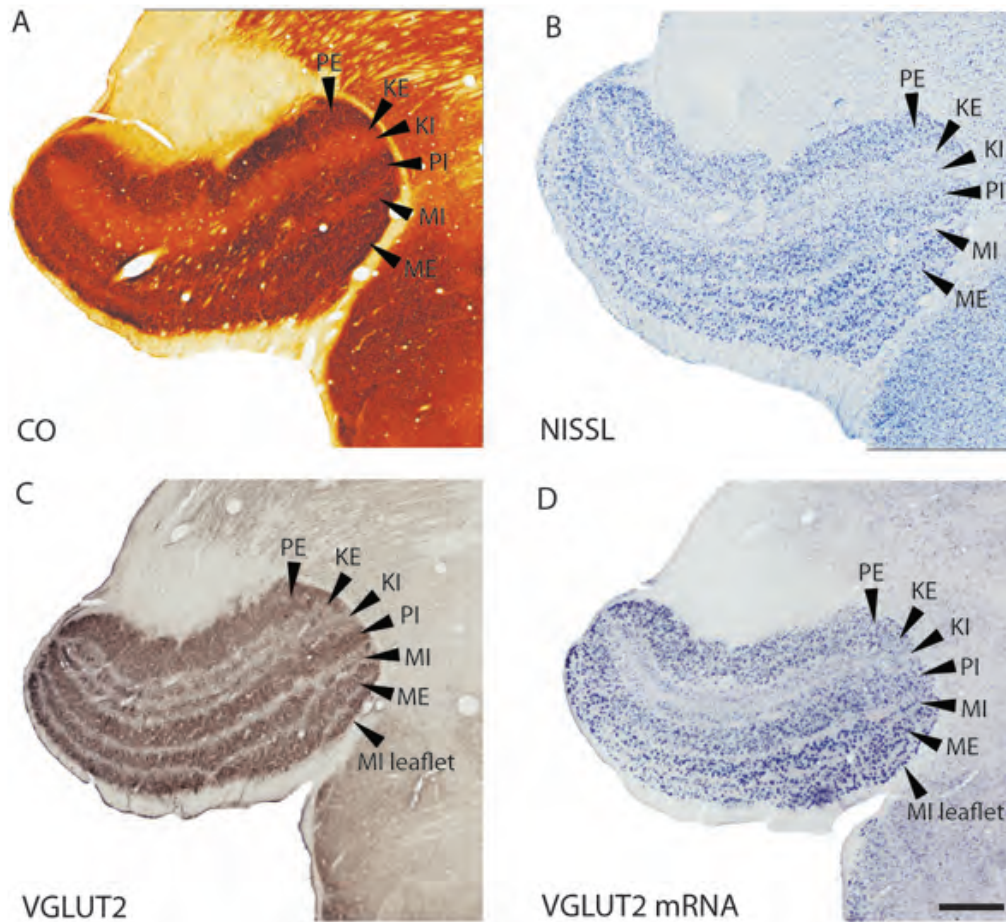 A
PE
KE
KI
PI
MI
ME
CO
B
PE
KE
KI
PI
MI
ME
NISSL
C
PE
KE
KI
PI
MI
ME
MI leaflet
VGLUT2
D
PE
KE
KI
PI
MI
ME
MI leaflet
VGLUT2 mRNA